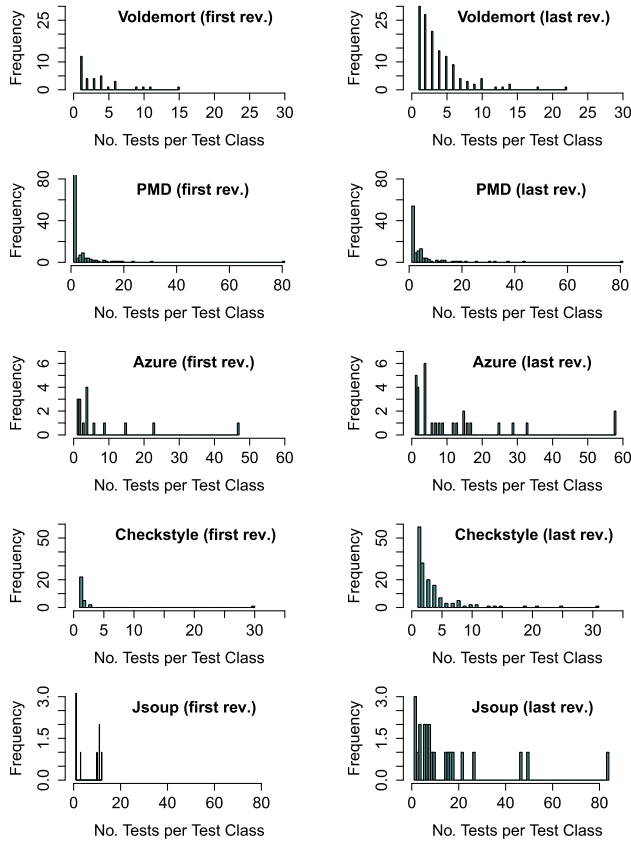 Voldemort (first rev.)
Frequency
0 10 25
0 5 10 15 20 25 30
No. Tests per Test Class
Voldemort (last rev.)
Frequency
0 10 25
0 5 10 15 20 25 30
No. Tests per Test Class
PMD (first rev.)
Frequency
0 40 80
0 20 40 60 80
No. Tests per Test Class
PMD (last rev.)
Frequency
0 40 80
0 20 40 60 80
No. Tests per Test Class
Azure (first rev.)
Frequency
0 2 4 6
0 10 20 30 40 50 60
No. Tests per Test Class
Azure (last rev.)
Frequency
0 2 4 6
0 10 20 30 40 50 60
No. Tests per Test Class
Checkstyle (first rev.)
Frequency
0 20 50
0 5 10 20 30
No. Tests per Test Class
Checkstyle (last rev.)
Frequency
0 20 50
0 5 10 20 30
No. Tests per Test Class
Jsoup (first rev.)
Frequency
0.0 1.5 3.0
0 20 40 60 80
No. Tests per Test Class
Jsoup (last rev.)
Frequency
0.0 1.5 3.0
0 20 40 60 80
No. Tests per Test Class